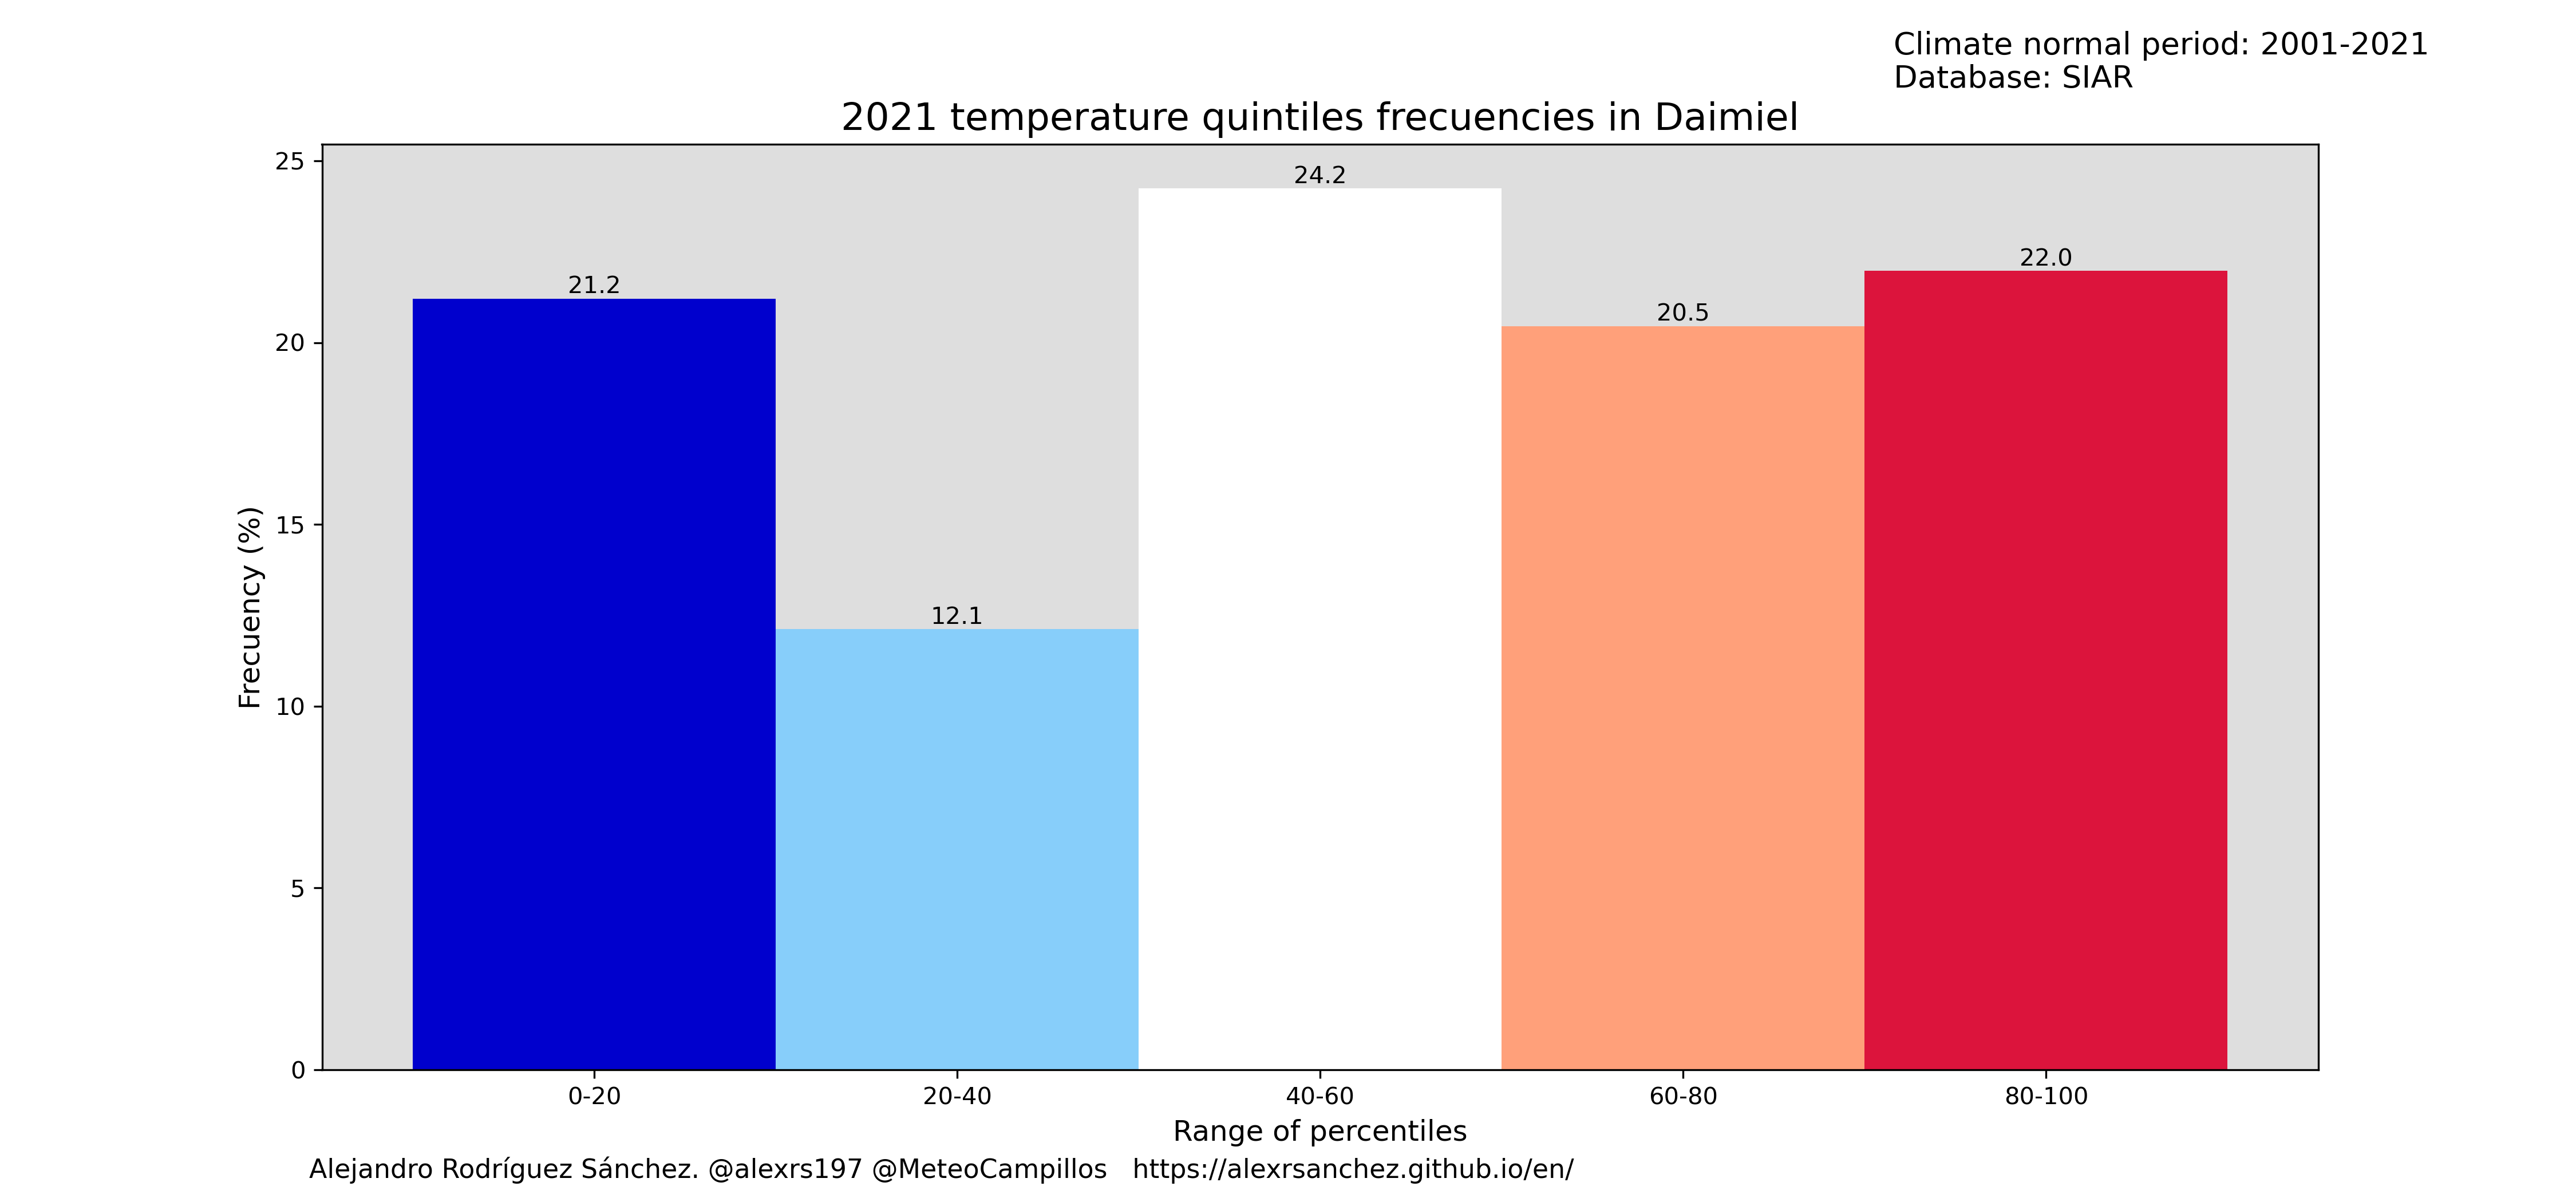 Climate normal period: 2001-2021
Database: SIAR
2021 temperature quintiles frecuencies in Daimiel
25
20
15
10
5
0
Frecuency (%)
21.2
12.1
24.2
20.5
22.0
0-20
20-40
40-60
60-80
80-100
Range of percentiles
Alejandro Rodríguez Sánchez. @alexrs197 @MeteoCampillos https://alexrsanchez.github.io/en/